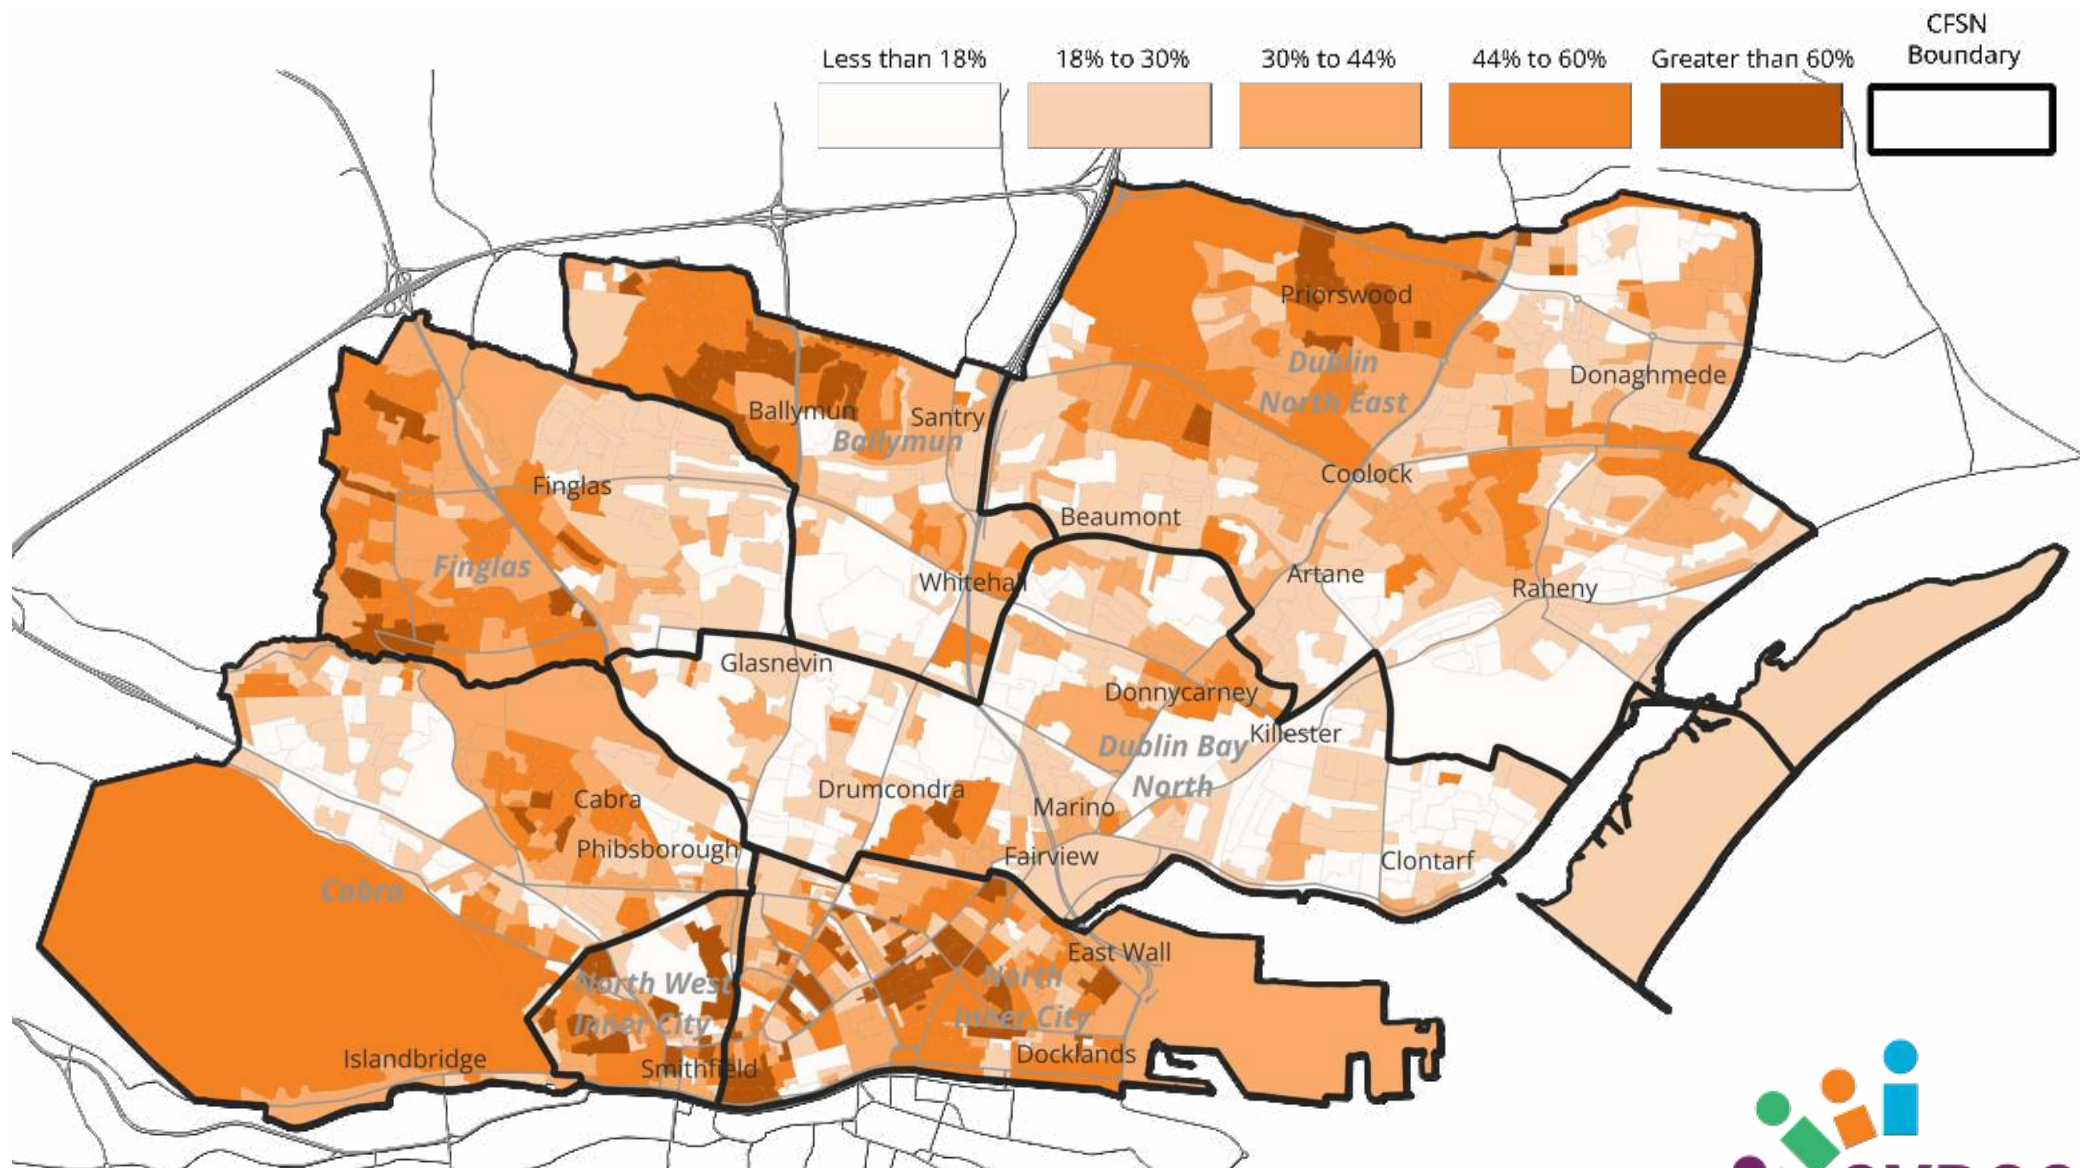 CFSN
Boundary
Less than 18%
18% to 30%
30% to 44%
44% to 60%
Greater than 60%
Priorswood
Dublin
North East
Donaghmede
Ballymun
Santry
Ballymun
Coolock
Finglas
Beaumont
Finglas
Whitehall
Artane
Raheny
Glasnevin
Donnycarney
Killester
Dublin Bay
North
Cabra
Drumcondra
Marino
Phibsborough
Fairview
Clontarf
Cabra
East Wall
North West
Inner City
North
Inner City
Islandbridge
Smithfield
Docklands